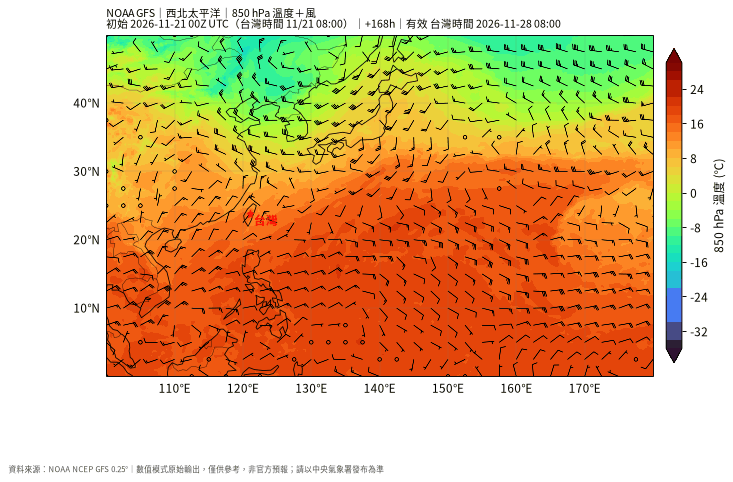 NOAA GFS｜西北太平洋｜850 hPa 溫度＋風
初始 2026-11-21 00Z UTC（台灣時間 11/21 08:00）｜+168h｜有效 台灣時間 2026-11-28 08:00
40°N
30°N
20°N
10°N
台灣
110°E 120°E 130°E 140°E 150°E 160°E 170°E
24
16
8
0
-8
-16
-24
-32
850 hPa 溫度 (°C)
資料來源：NOAA NCEP GFS 0.25°｜數值模式原始輸出，僅供參考，非官方預報；請以中央氣象署發布為準